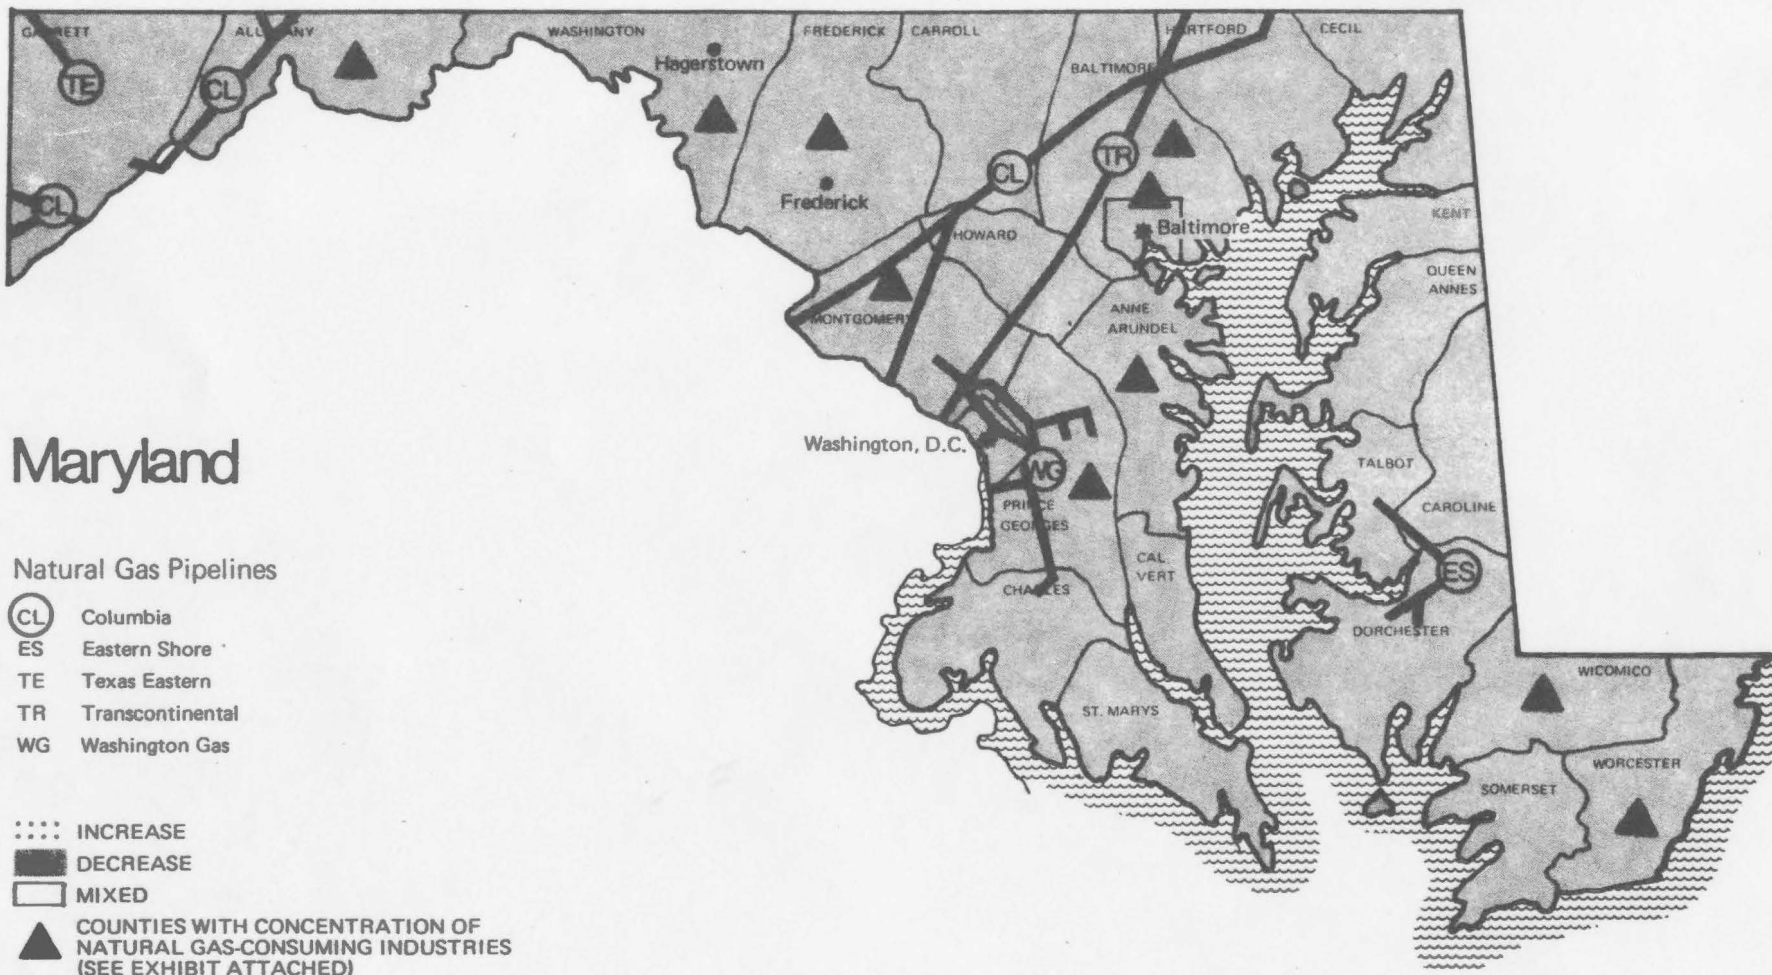 GARRETT
ALLEGANY
WASHINGTON
FREDERICK
CARROLL
HARTFORD
CECIL
Hagerstown
BALTIMORE
TE
CL
TR
CL
CL
Frederick
Baltimore
KENT
HOWARD
QUEEN
ANNES
MONTGOMERY
ANNE
ARUNDEL
Washington, D.C.
WG
TALBOT
PRINCE
GEORGES
CAROLINE
CAL
VERT
ES
CHARLES
DORCHESTER
WICOMICO
ST. MARYS
WORCESTER
SOMERSET
Maryland
Natural Gas Pipelines
CL Columbia
ES Eastern Shore
TE Texas Eastern
TR Transcontinental
WG Washington Gas
INCREASE
DECREASE
MIXED
COUNTIES WITH CONCENTRATION OF
NATURAL GAS-CONSUMING INDUSTRIES
(SEE EXHIBIT ATTACHED)